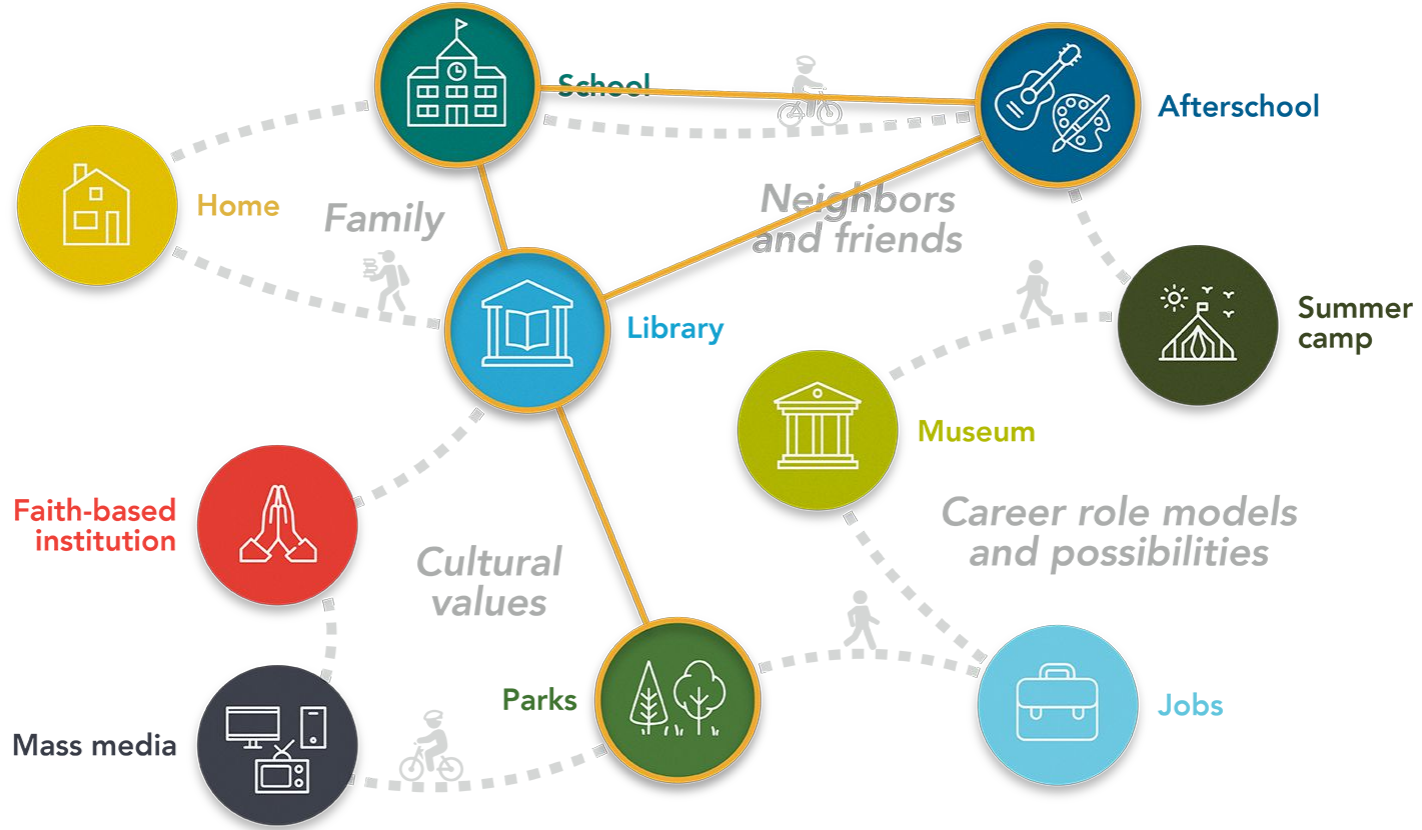 School
Afterschool
Home
Family
Neighbors
and friends
Library
Summer
camp
Museum
Faith-based
institution
Career role models
and possibilities
Cultural
values
Parks
Jobs
Mass media